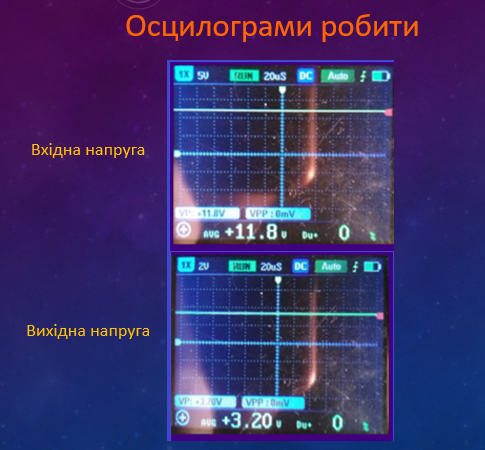 Осцилограми робити
1X 5V RUN 20uS DC Auto
Вхідна напруга
VP: +11.8V VPP: 0mV
AVG +11.8 V Du+ 0 %
1X 2V RUN 20uS DC Auto
Вихідна напруга
VP: +3.20V VPP: 0mV
AVG +3.20 V Du+ 0 %